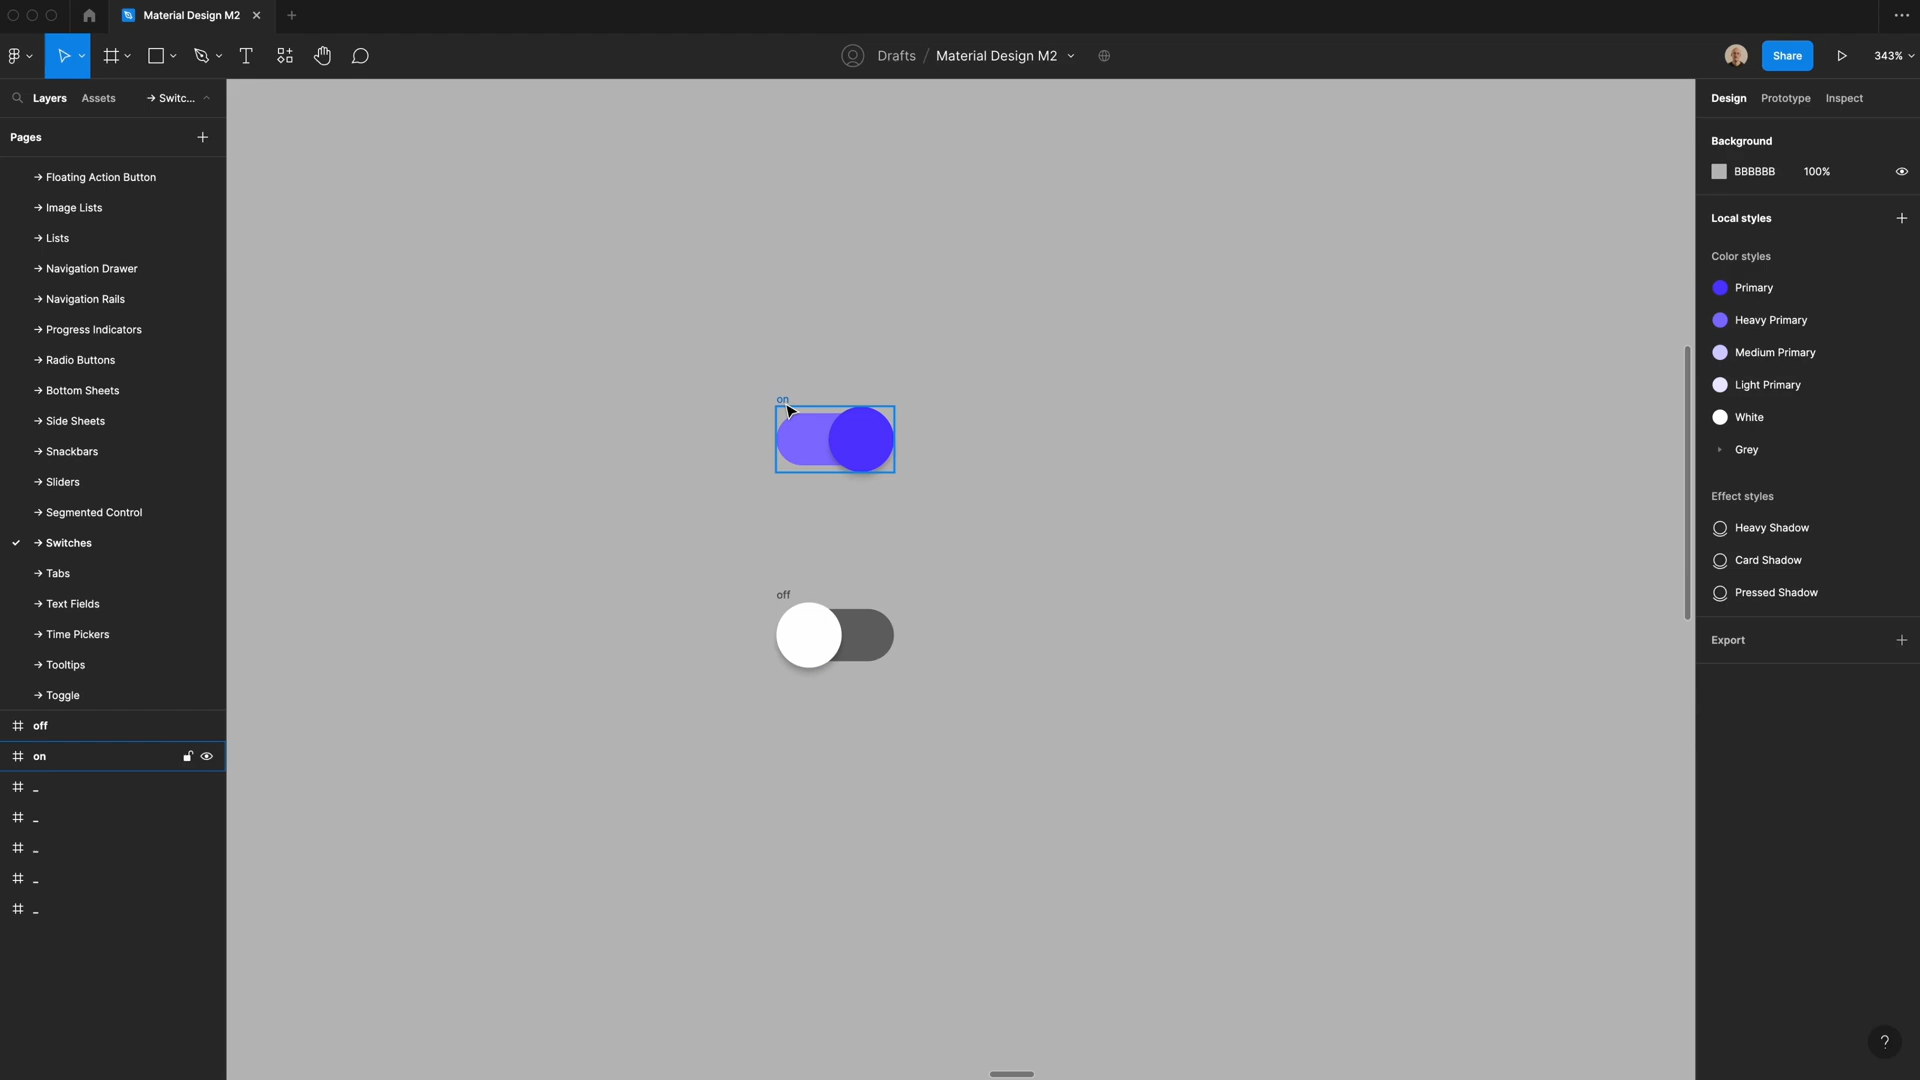 Material Design M2
Drafts / Material Design M2
Share
343%
Layers
Assets
→ Switc...
Pages
→ Floating Action Button
→ Image Lists
→ Lists
→ Navigation Drawer
→ Navigation Rails
→ Progress Indicators
→ Radio Buttons
→ Bottom Sheets
→ Side Sheets
→ Snackbars
→ Sliders
→ Segmented Control
→ Switches
→ Tabs
→ Text Fields
→ Time Pickers
→ Tooltips
→ Toggle
off
on
_
_
_
_
_
on
off
Design
Prototype
Inspect
Background
BBBBBB 100%
Local styles
Color styles
Primary
Heavy Primary
Medium Primary
Light Primary
White
Grey
Effect styles
Heavy Shadow
Card Shadow
Pressed Shadow
Export
?